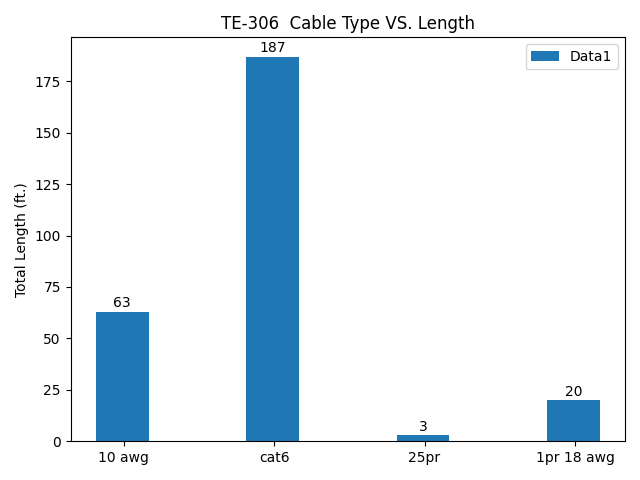 TE-306  Cable Type VS. Length
187
Data1
175
150
125
100
75
63
50
25
20
3
0
Total Length (ft.)
10 awg
cat6
25pr
1pr 18 awg